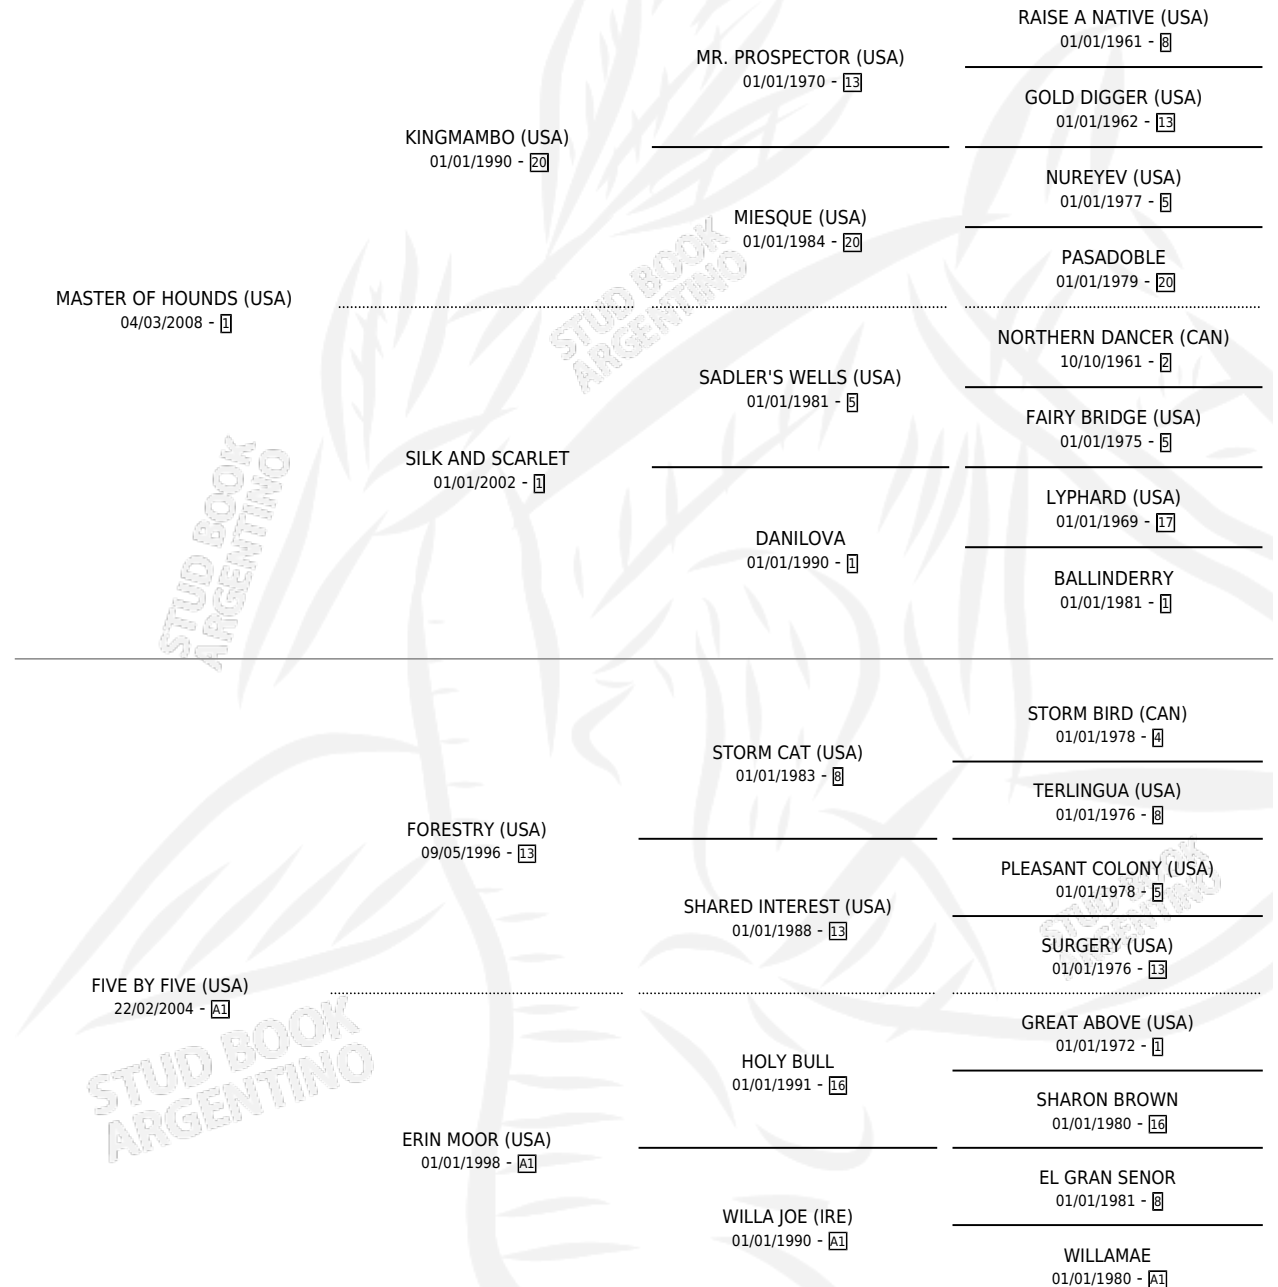 RAISE A NATIVE (USA)
01/01/1961 - 8
MR. PROSPECTOR (USA)
01/01/1970 - 13
GOLD DIGGER (USA)
01/01/1962 - 13
KINGMAMBO (USA)
01/01/1990 - 20
NUREYEV (USA)
01/01/1977 - 5
MIESQUE (USA)
01/01/1984 - 20
PASADOBLE
01/01/1979 - 20
MASTER OF HOUNDS (USA)
04/03/2008 - 1
NORTHERN DANCER (CAN)
10/10/1961 - 2
SADLER'S WELLS (USA)
01/01/1981 - 5
FAIRY BRIDGE (USA)
01/01/1975 - 5
SILK AND SCARLET
01/01/2002 - 1
LYPHARD (USA)
01/01/1969 - 17
DANILOVA
01/01/1990 - 1
BALLINDERRY
01/01/1981 - 1
STORM BIRD (CAN)
01/01/1978 - 4
STORM CAT (USA)
01/01/1983 - 8
TERLINGUA (USA)
01/01/1976 - 8
FORESTRY (USA)
09/05/1996 - 13
PLEASANT COLONY (USA)
01/01/1978 - 5
SHARED INTEREST (USA)
01/01/1988 - 13
SURGERY (USA)
01/01/1976 - 13
FIVE BY FIVE (USA)
22/02/2004 - A1
GREAT ABOVE (USA)
01/01/1972 - 1
HOLY BULL
01/01/1991 - 16
SHARON BROWN
01/01/1980 - 16
ERIN MOOR (USA)
01/01/1998 - A1
EL GRAN SENOR
01/01/1981 - 8
WILLA JOE (IRE)
01/01/1990 - A1
WILLAMAE
01/01/1980 - A1
STUD BOOK
ARGENTINO
STUD BOOK
ARGENTINO
STUD BOOK
ARGENTINO
STUD BOOK
ARGENTINO